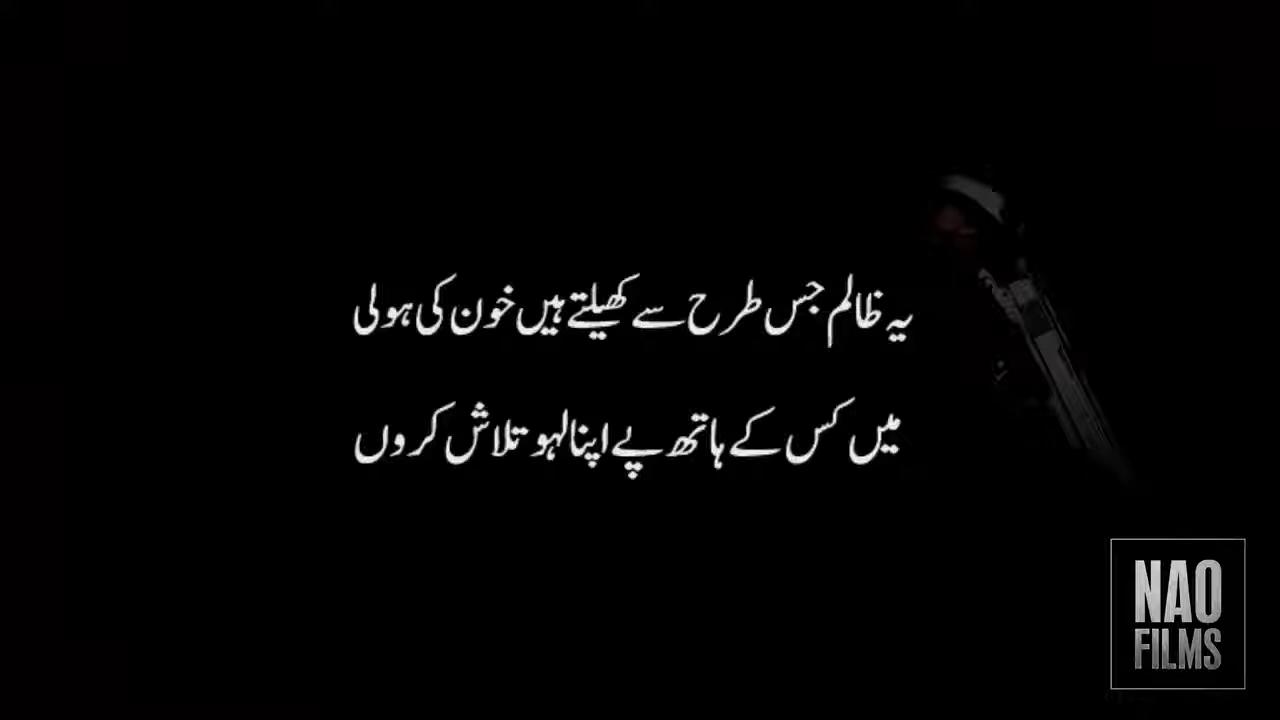 یہ ظالم جس طرح سے کھیلتے ہیں خون کی ہولی
میں کس کے ہاتھ پے اپنا لہو تلاش کروں
NAO
FILMS